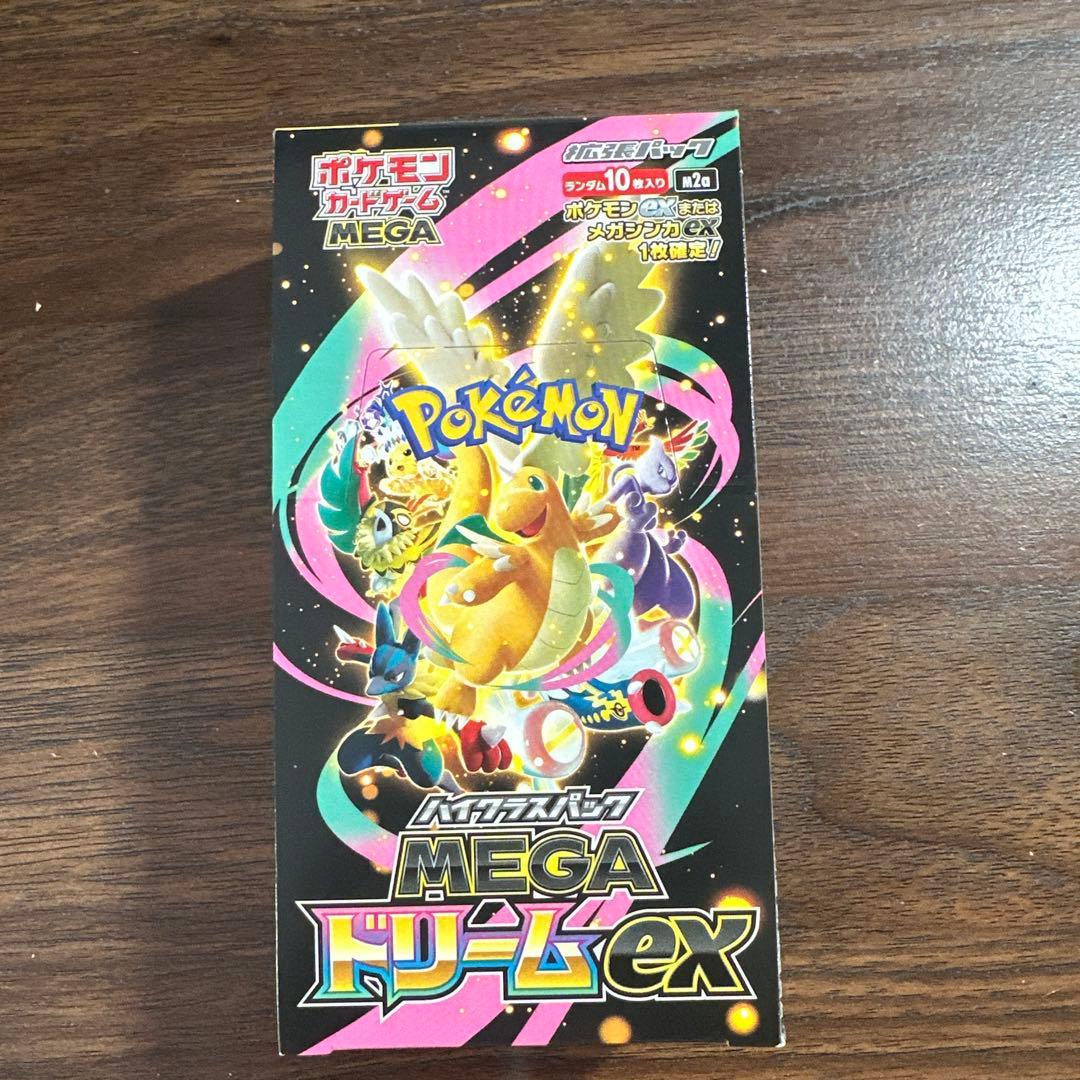 ポケモン
カードゲーム
MEGA
拡張パック
ランダム10枚入り M2a
ポケモンexまたは
メガシンカex
1枚確定!
POKéMON
ハイクラスパック
MEGA
ドリームex